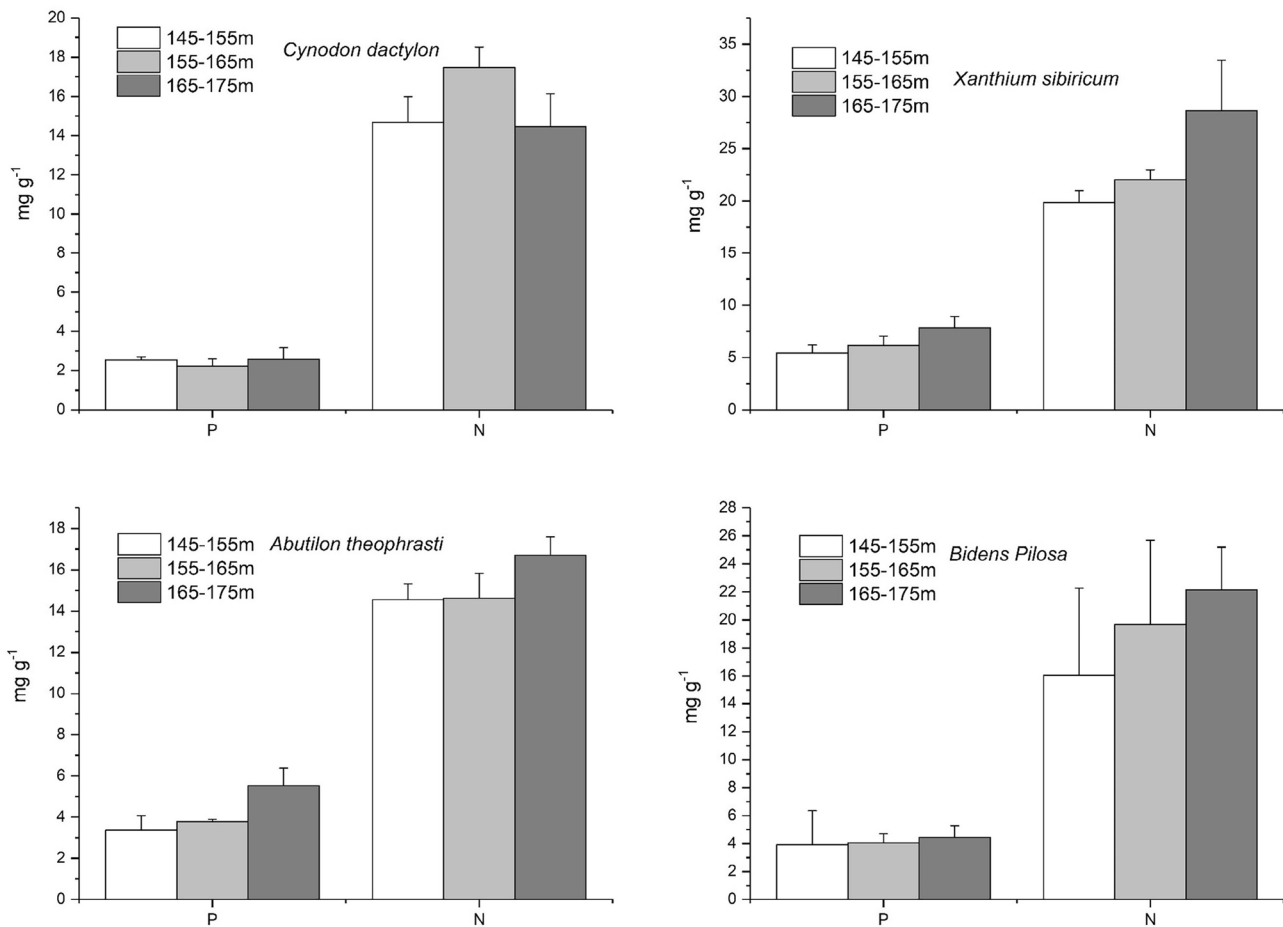 20
18
16
14
12
10
8
6
4
2
0
mg g⁻¹
145-155m
155-165m
165-175m
Cynodon dactylon
P
N
35
30
25
20
15
10
5
0
mg g⁻¹
145-155m
155-165m
165-175m
Xanthium sibiricum
P
N
18
16
14
12
10
8
6
4
2
0
mg g⁻¹
145-155m
155-165m
165-175m
Abutilon theophrasti
P
N
28
26
24
22
20
18
16
14
12
10
8
6
4
2
0
mg g⁻¹
145-155m
155-165m
165-175m
Bidens Pilosa
P
N